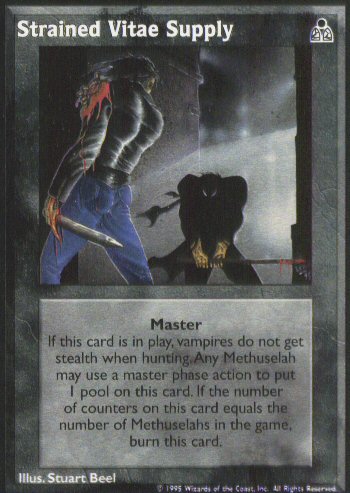 Strained Vitae Supply
Master
If this card is in play, vampires do not get
stealth when hunting. Any Methuselah
may use a master phase action to put
1 pool on this card. If the number
of counters on this card equals the
number of Methuselahs in the game,
burn this card.
Illus. Stuart Beel
© 1995 Wizards of the Coast, Inc. All Rights Reserved.